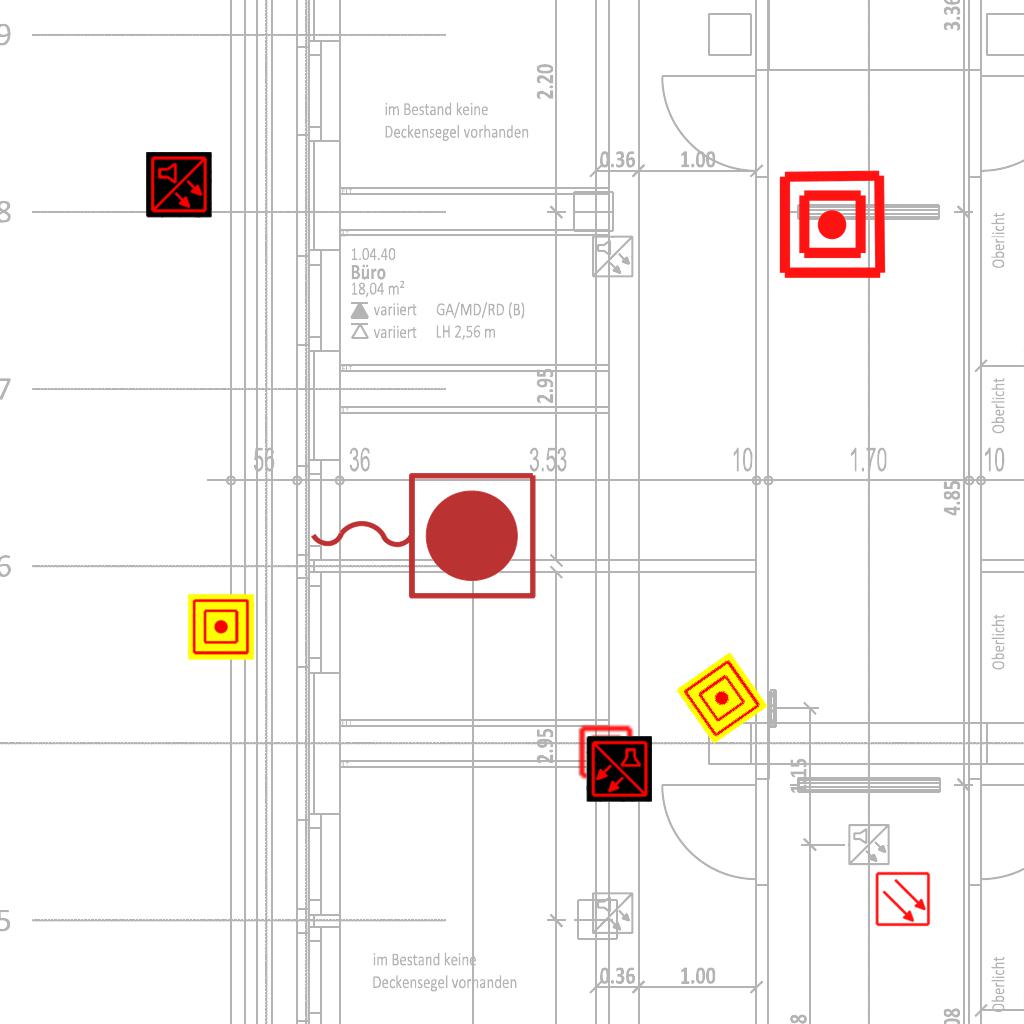 9
3.36
2.20
im Bestand keine
Deckensegel vorhanden
0.36
1.00
8
Oberlicht
1.04.40
Büro
18,04 m²
variiert GA/MD/RD (B)
variiert LH 2,56 m
7
2.95
Oberlicht
56
36
3.53
10
1.70
10
4.85
6
Oberlicht
2.95
5
im Bestand keine
Deckensegel vorhanden
0.36
1.00
Oberlicht
8
08